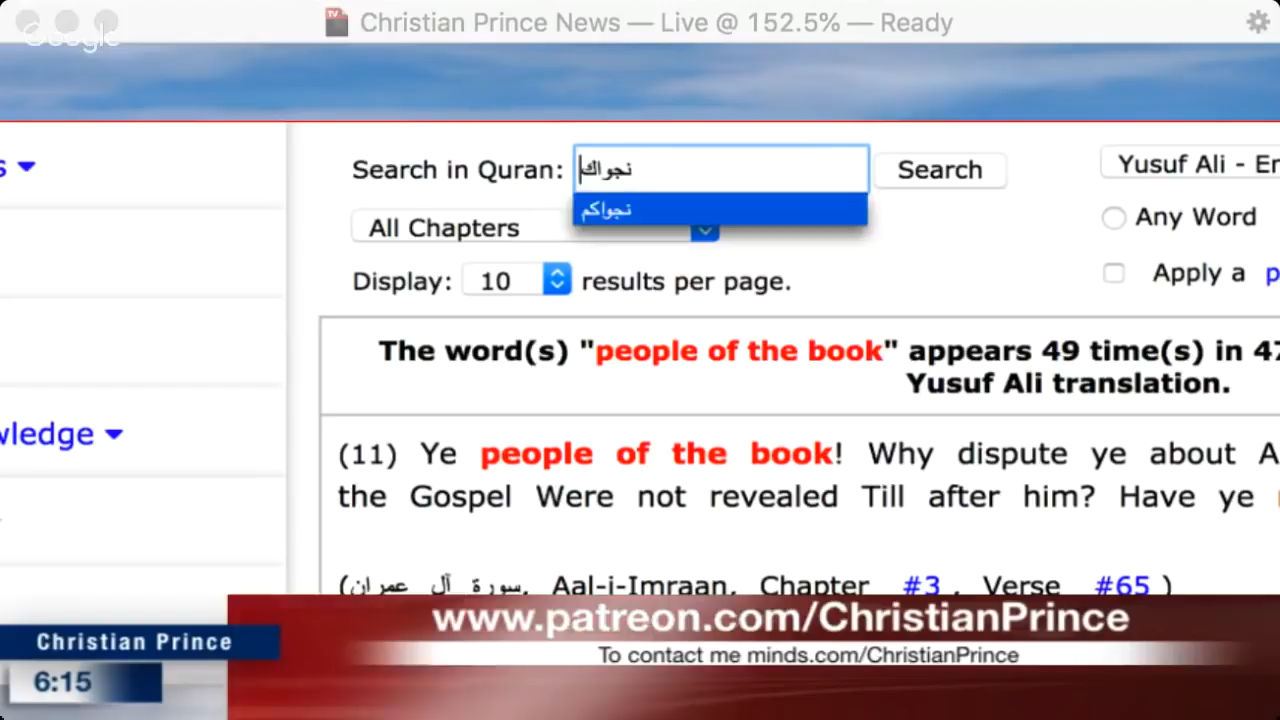 Christian Prince News — Live @ 152.5% — Ready
Google
s
Search in Quran: نجواك Search Yusuf Ali - En
نجواكم
All Chapters Any Word
Display: 10 results per page. Apply a p
The word(s) "people of the book" appears 49 time(s) in 47
Yusuf Ali translation.
wledge
(11) Ye people of the book! Why dispute ye about A
the Gospel Were not revealed Till after him? Have ye
(سورة آل عمران, Aal-i-Imraan, Chapter #3, Verse #65)
www.patreon.com/ChristianPrince
Christian Prince
To contact me minds.com/ChristianPrince
6:15